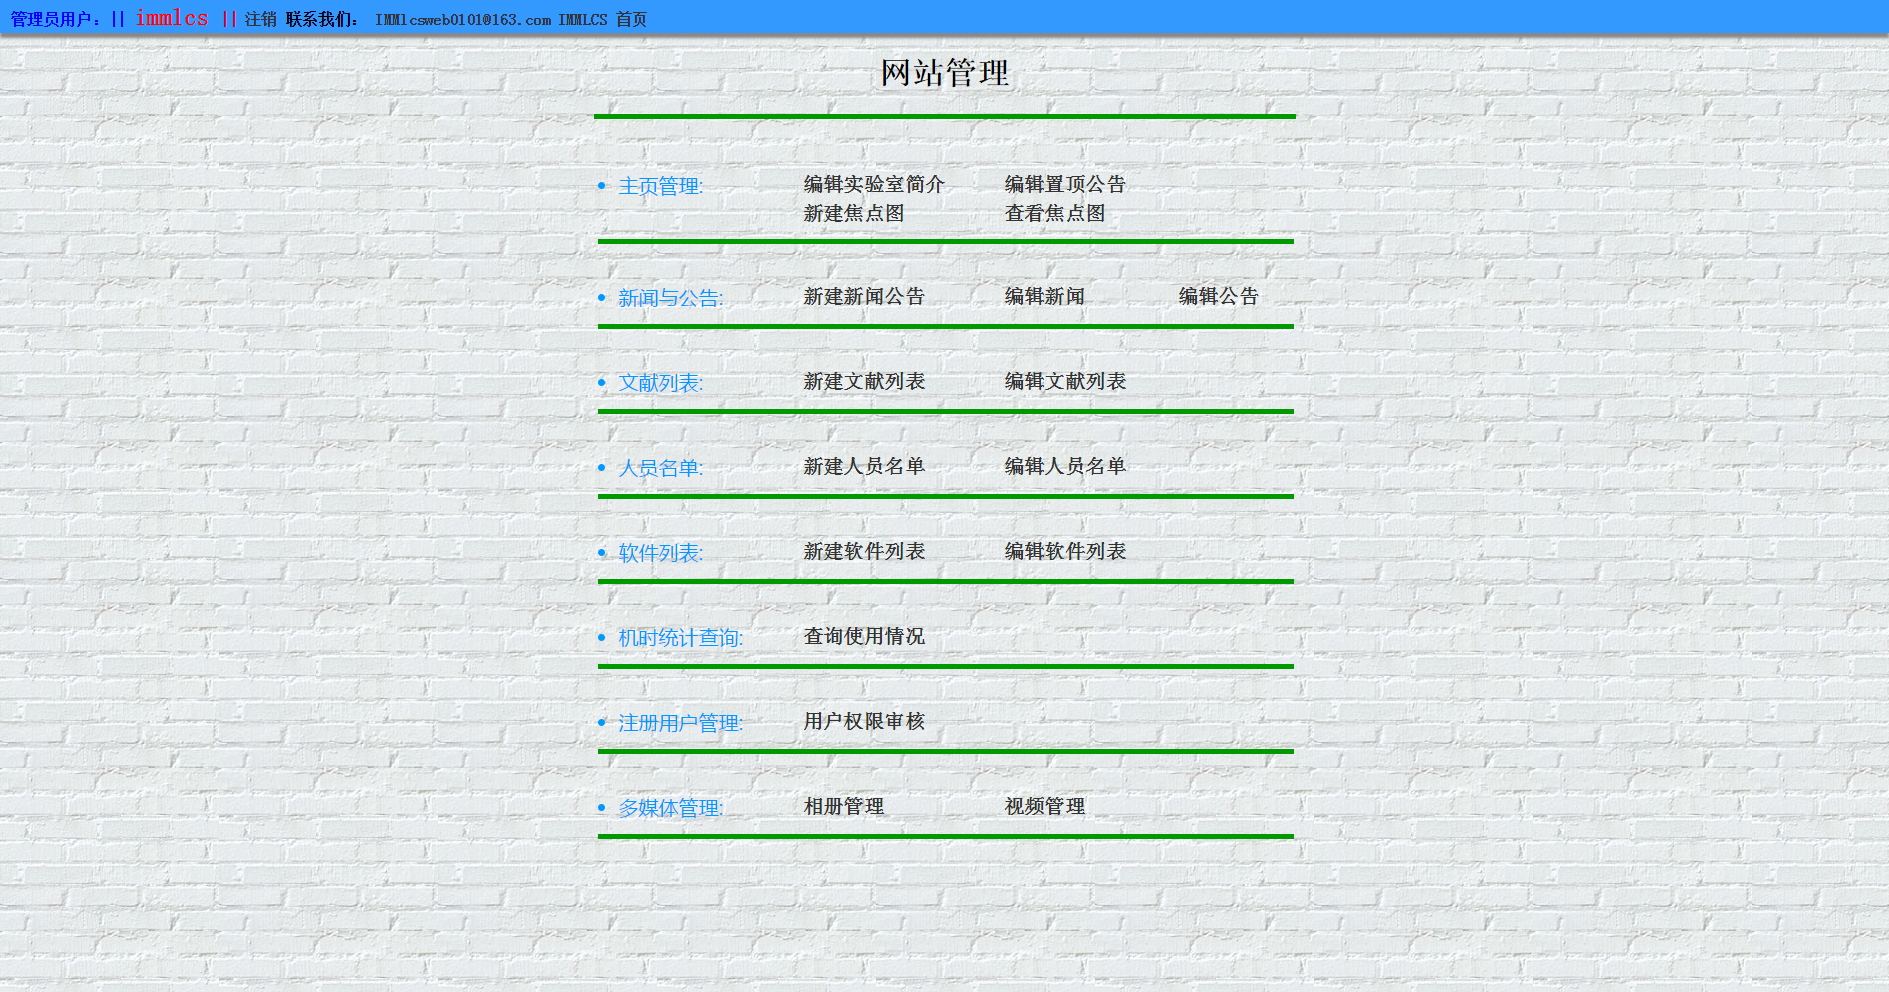 管理员用户：|| immlcs || 注销 联系我们： IMMlcsweb0101@163.com IMMLCS 首页
网站管理
主页管理: 编辑实验室简介 编辑置顶公告
新建焦点图 查看焦点图
新闻与公告: 新建新闻公告 编辑新闻 编辑公告
文献列表: 新建文献列表 编辑文献列表
人员名单: 新建人员名单 编辑人员名单
软件列表: 新建软件列表 编辑软件列表
机时统计查询: 查询使用情况
注册用户管理: 用户权限审核
多媒体管理: 相册管理 视频管理